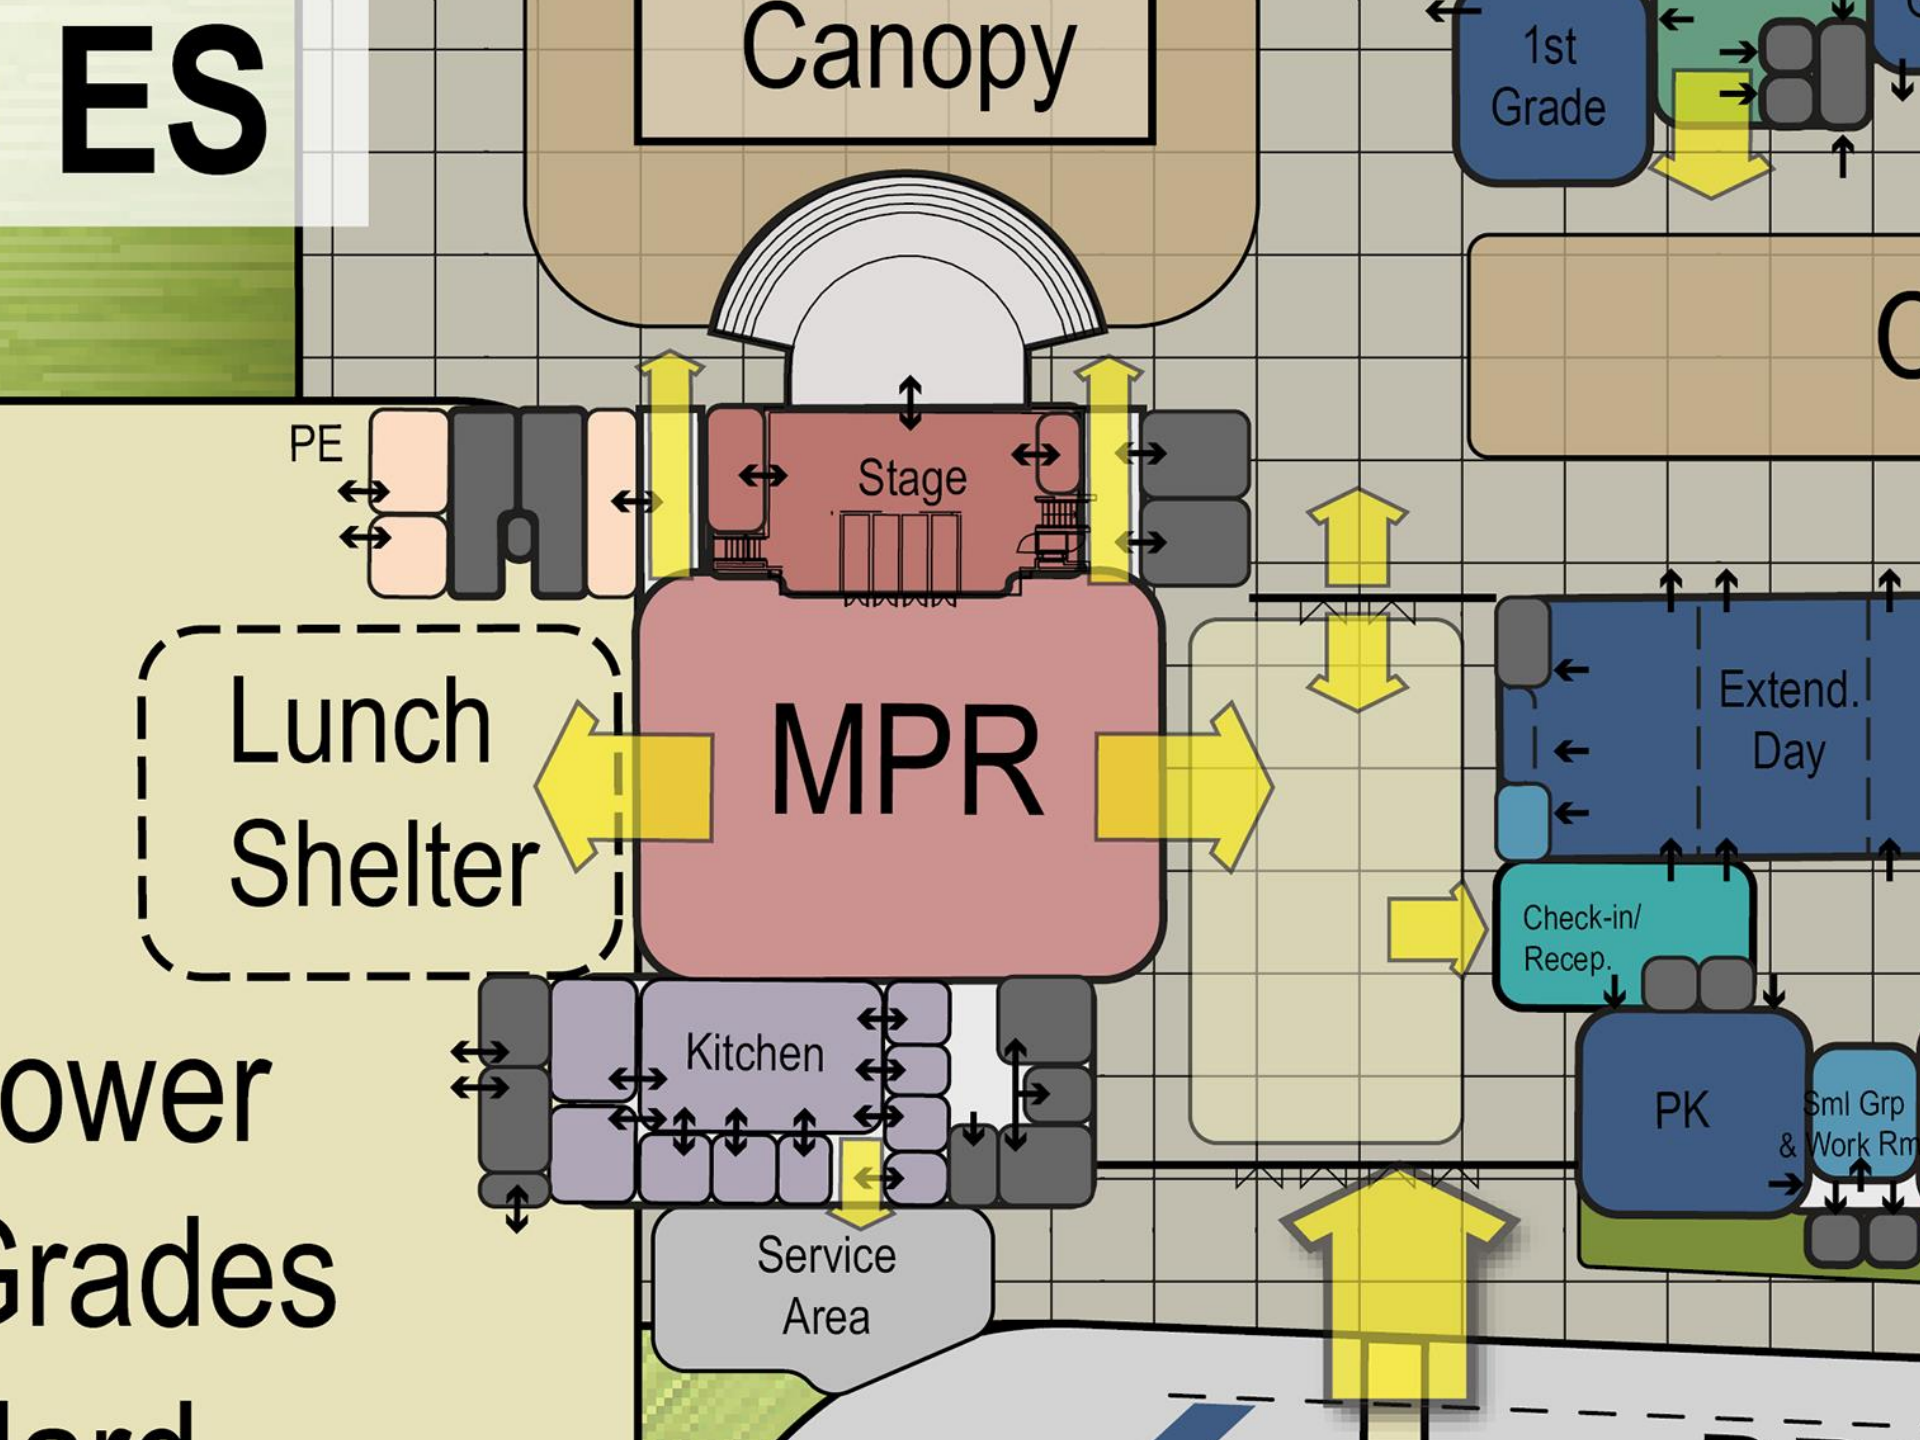 ES
Canopy
1st
Grade
PE
Stage
Lunch
Shelter
MPR
Extend.
Day
Check-in/
Recep.
Kitchen
PK
Sml Grp
& Work Rm
ower
Grades
Service
Area